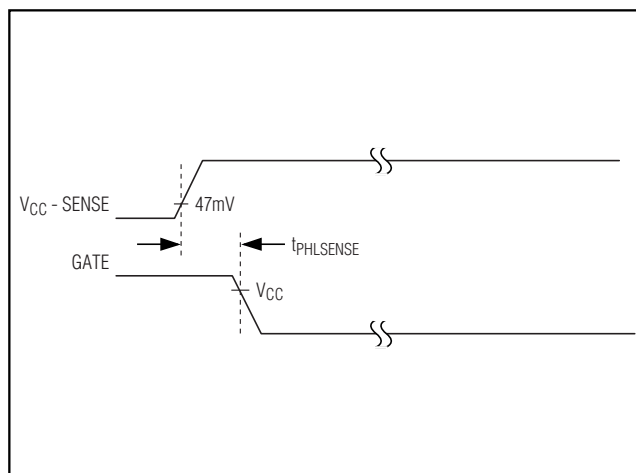 V_CC - SENSE
47mV
t_PHLSENSE
GATE
V_CC